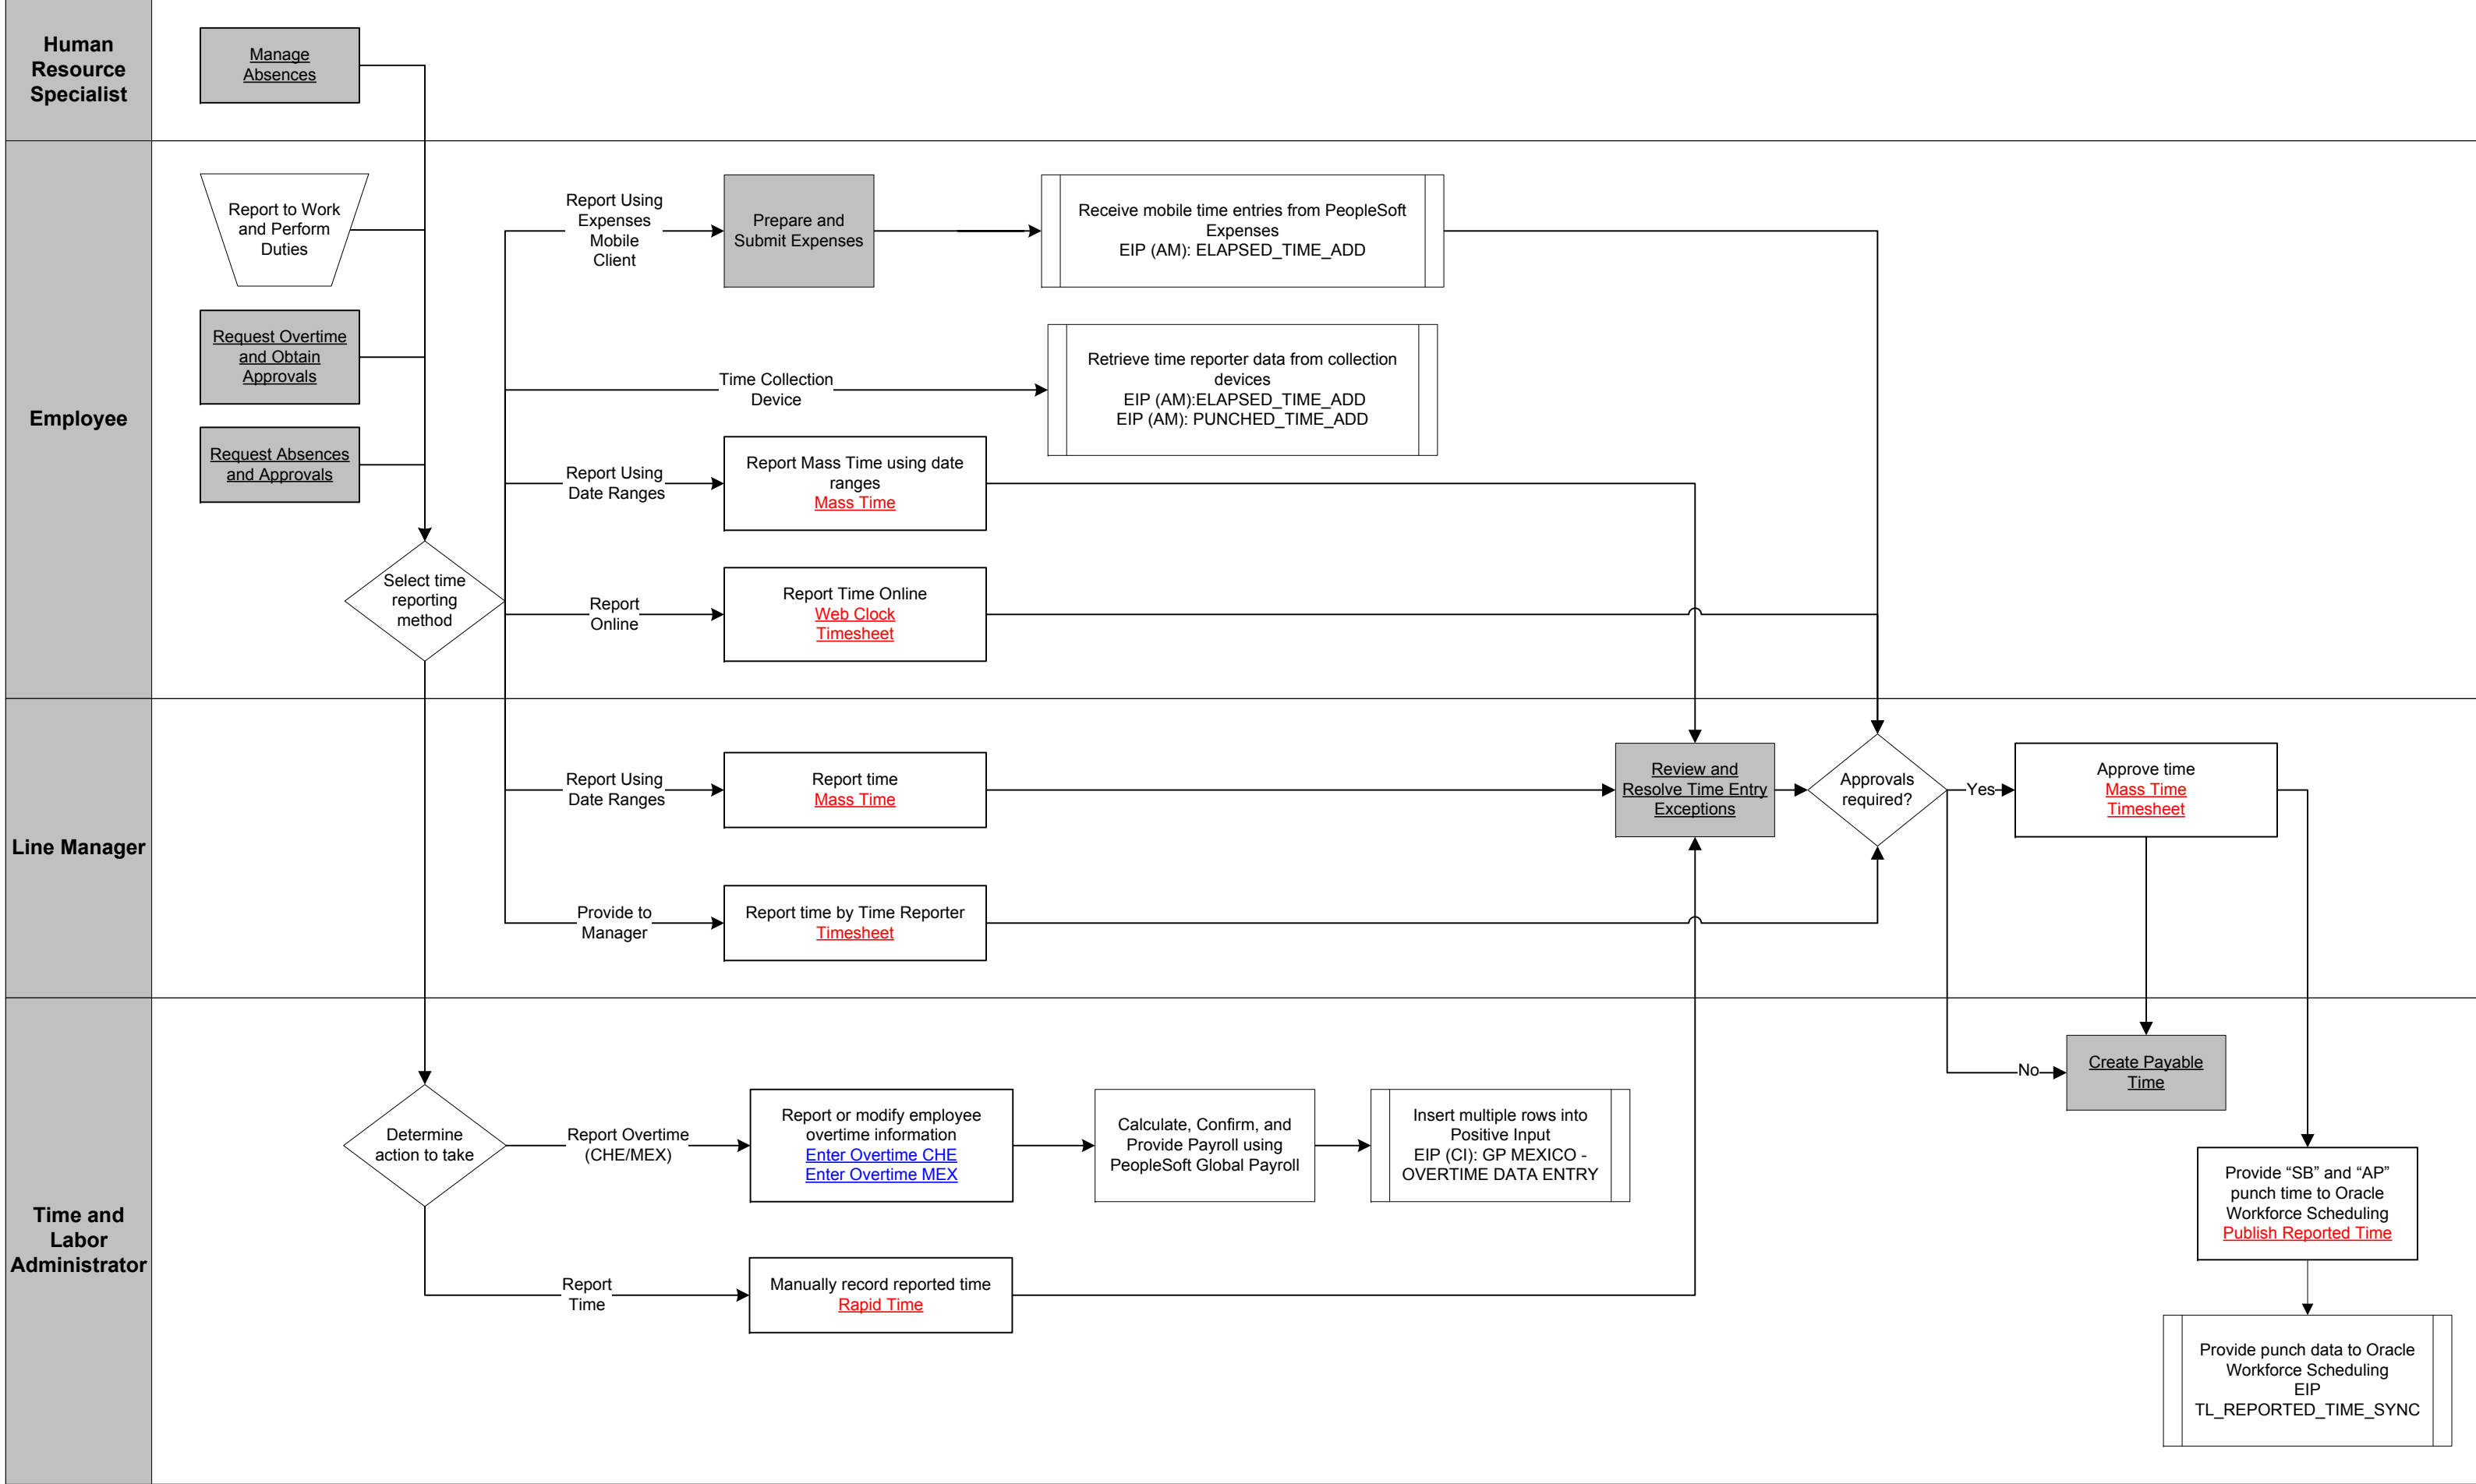 Human
Resource
Specialist
Manage
Absences
Employee
Report to Work
and Perform
Duties
Request Overtime
and Obtain
Approvals
Request Absences
and Approvals
Select time
reporting
method
Report Using
Expenses
Mobile
Client
Prepare and
Submit Expenses
Receive mobile time entries from PeopleSoft
Expenses
EIP (AM): ELAPSED_TIME_ADD
Time Collection
Device
Retrieve time reporter data from collection
devices
EIP (AM):ELAPSED_TIME_ADD
EIP (AM): PUNCHED_TIME_ADD
Report Using
Date Ranges
Report Mass Time using date
ranges
Mass Time
Report
Online
Report Time Online
Web Clock
Timesheet
Line Manager
Report Using
Date Ranges
Report time
Mass Time
Review and
Resolve Time Entry
Exceptions
Approvals
required?
Yes
Approve time
Mass Time
Timesheet
Provide to
Manager
Report time by Time Reporter
Timesheet
Time and
Labor
Administrator
No
Create Payable
Time
Determine
action to take
Report Overtime
(CHE/MEX)
Report or modify employee
overtime information
Enter Overtime CHE
Enter Overtime MEX
Calculate, Confirm, and
Provide Payroll using
PeopleSoft Global Payroll
Insert multiple rows into
Positive Input
EIP (CI): GP MEXICO -
OVERTIME DATA ENTRY
Provide “SB” and “AP”
punch time to Oracle
Workforce Scheduling
Publish Reported Time
Report
Time
Manually record reported time
Rapid Time
Provide punch data to Oracle
Workforce Scheduling
EIP
TL_REPORTED_TIME_SYNC